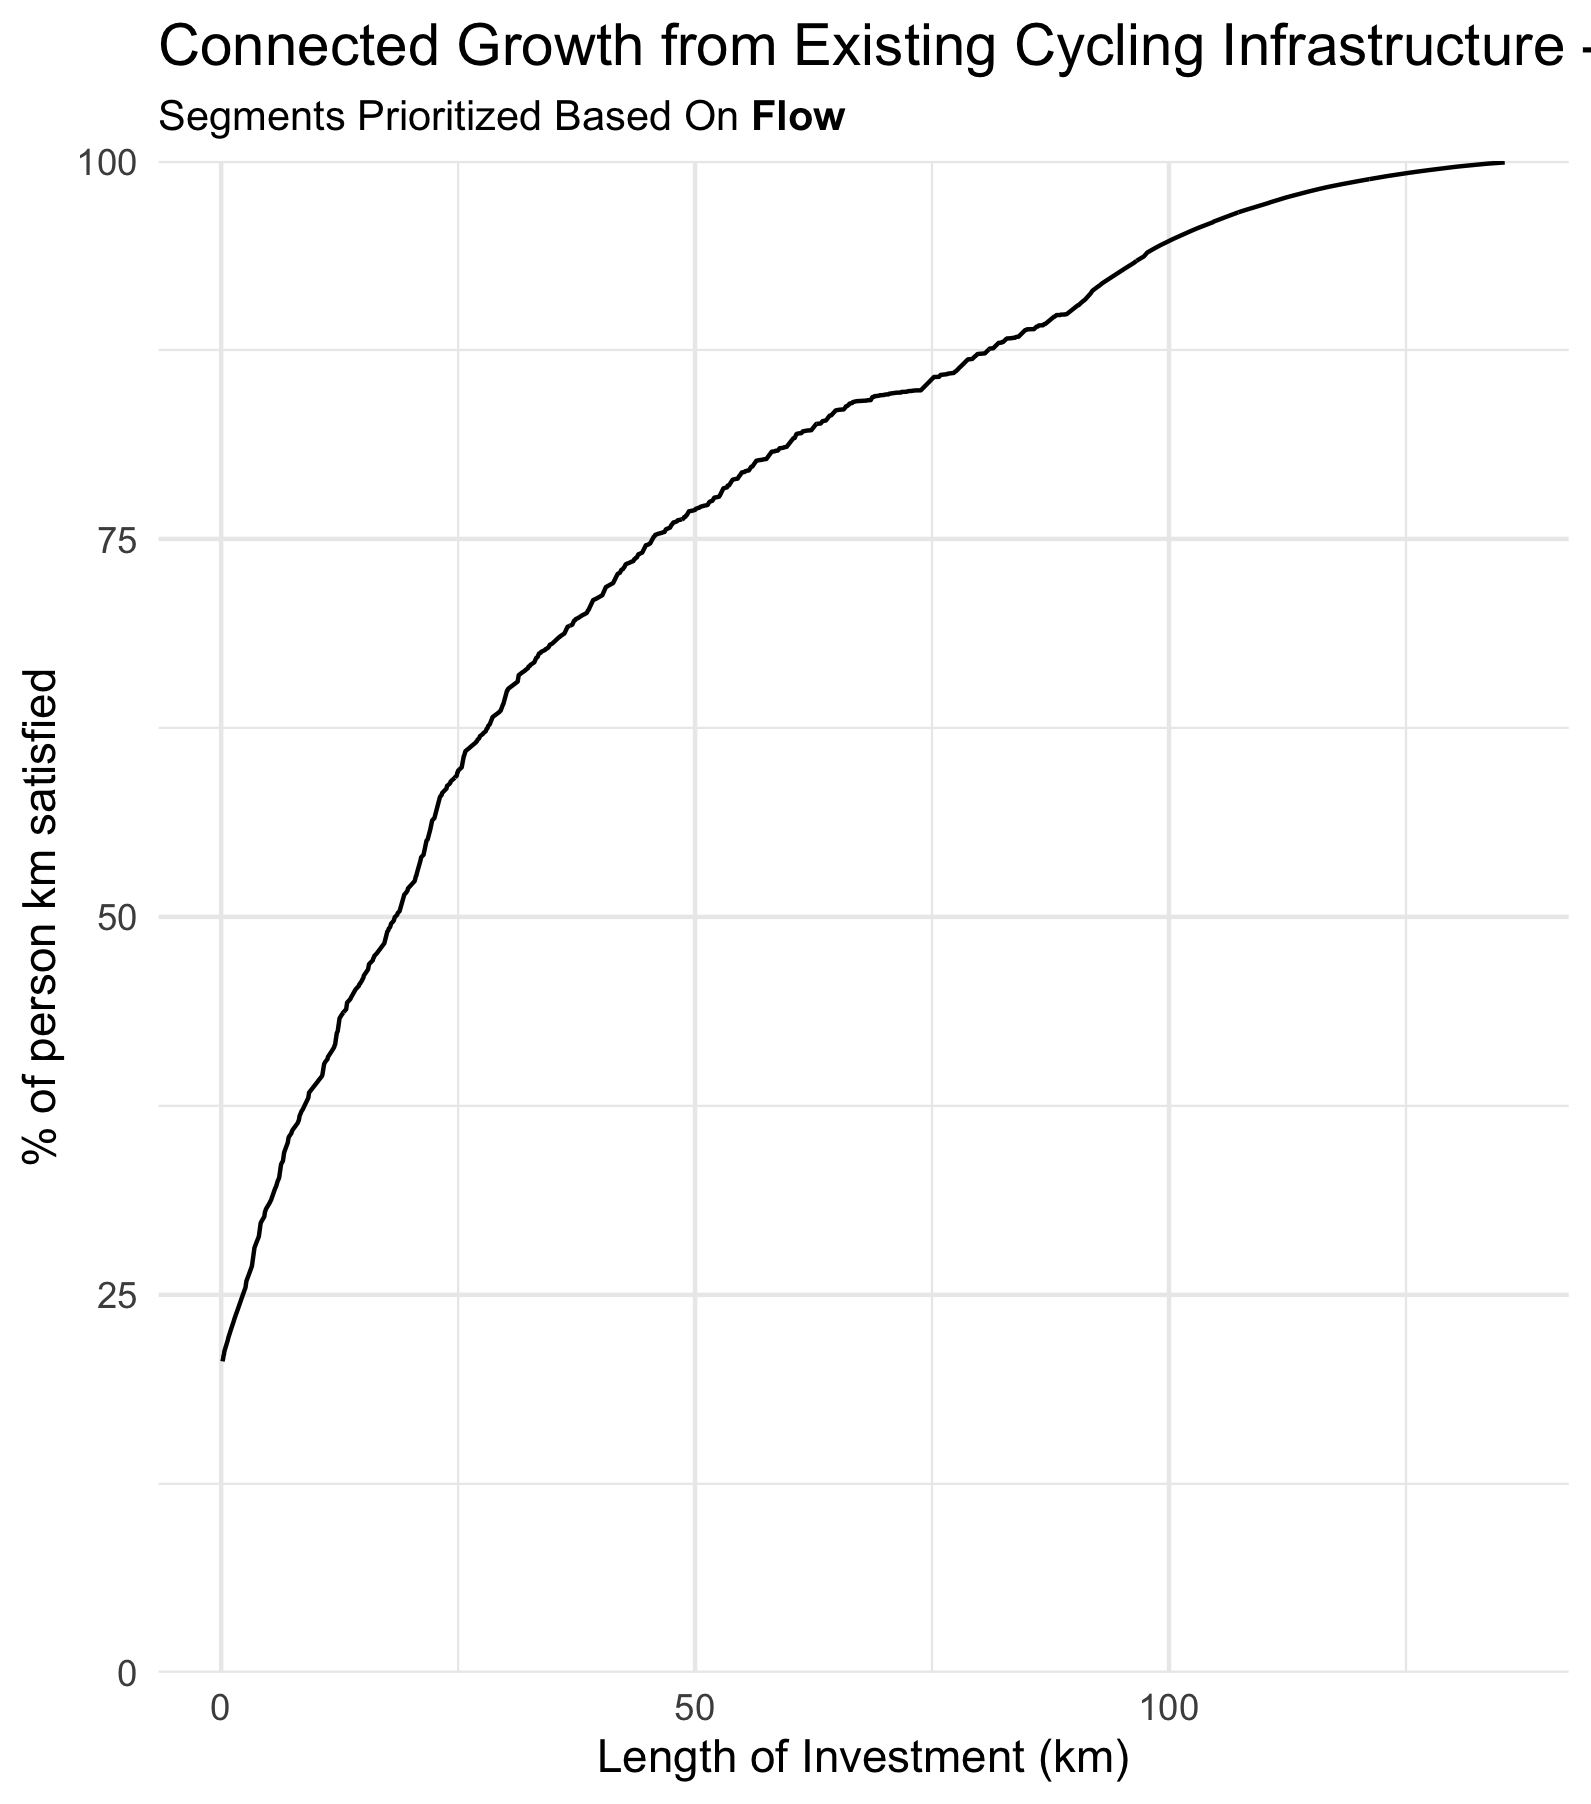 Connected Growth from Existing Cycling Infrastructure -
Segments Prioritized Based On Flow
100
75
50
25
0
% of person km satisfied
0 50 100
Length of Investment (km)